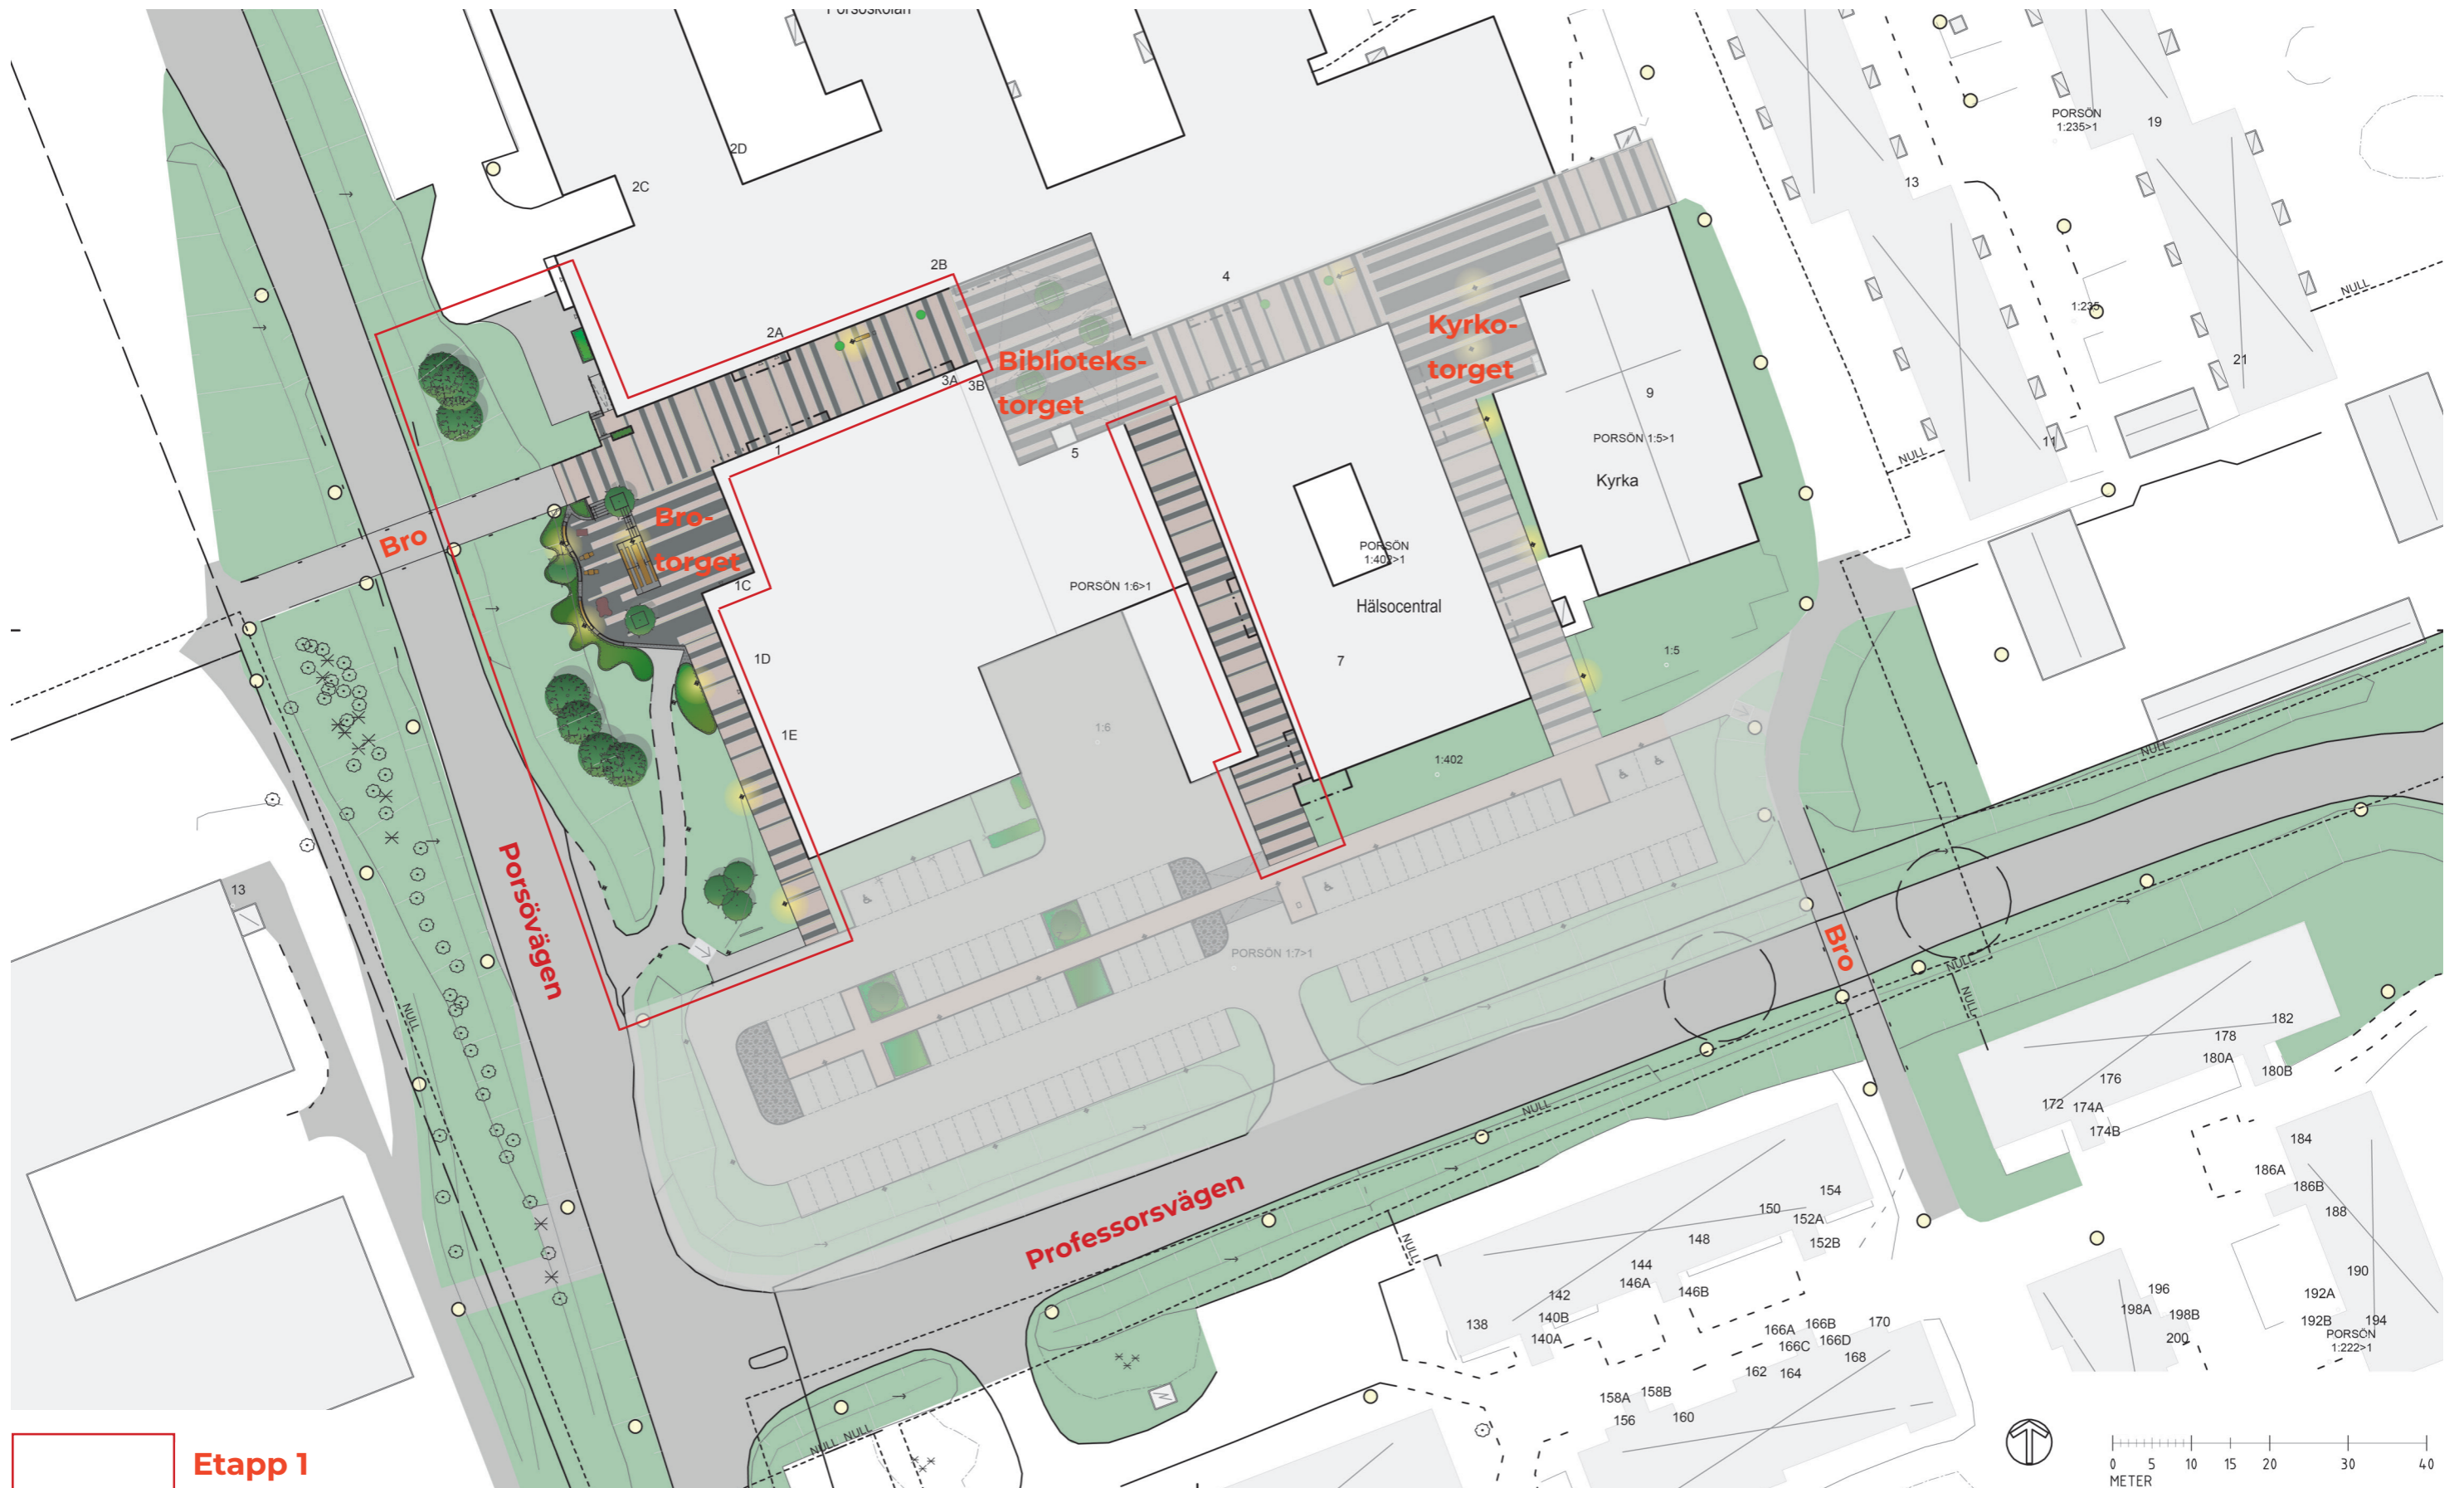 Porsöskolan
2D
2C
PORSÖN
1:235>1
19
13
2B
4
NULL
2A
1:235
Kyrko-
torget
Biblioteks-
torget
21
3A
3B
9
PORSÖN 1:5>1
11
1
5
NULL
Kyrka
Bro-
torget
Bro
PORSÖN
1:402>1
1C
PORSÖN 1:6>1
Hälsocentral
1D
7
1:5
1E
1:6
NULL
1:402
Porsövägen
13
PORSÖN 1:7>1
Bro
NULL
NULL
NULL
182
178
180A
180B
176
172
174A
174B
NULL
184
186A
186B
188
Professorsvägen
154
150
152A
152B
148
NULL
144
146A
146B
142
140B
140A
138
190
192A
192B
194
196
198A
198B
200
PORSÖN
1:222>1
166A
166B
166C
166D
170
168
162
164
158A
158B
156
160
NULL
NULL
Etapp 1
0
5
10
15
20
30
40
METER